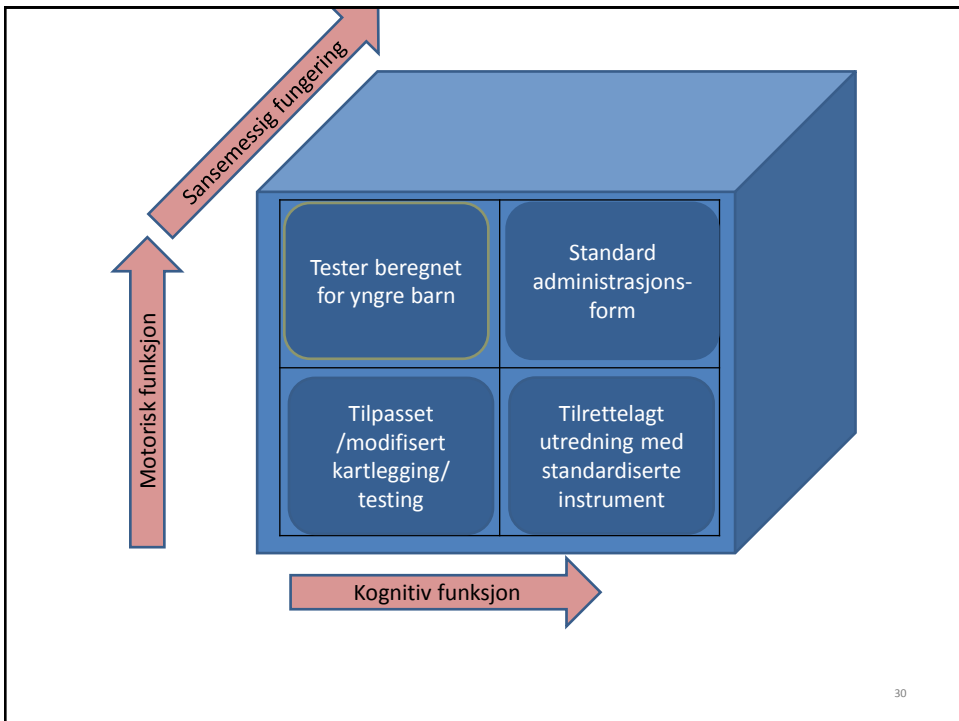 Sansemessig fungering
Motorisk funksjon
Tester beregnet
for yngre barn
Standard
administrasjons-
form
Tilpasset
/modifisert
kartlegging/
testing
Tilrettelagt
utredning med
standardiserte
instrument
Kognitiv funksjon
30